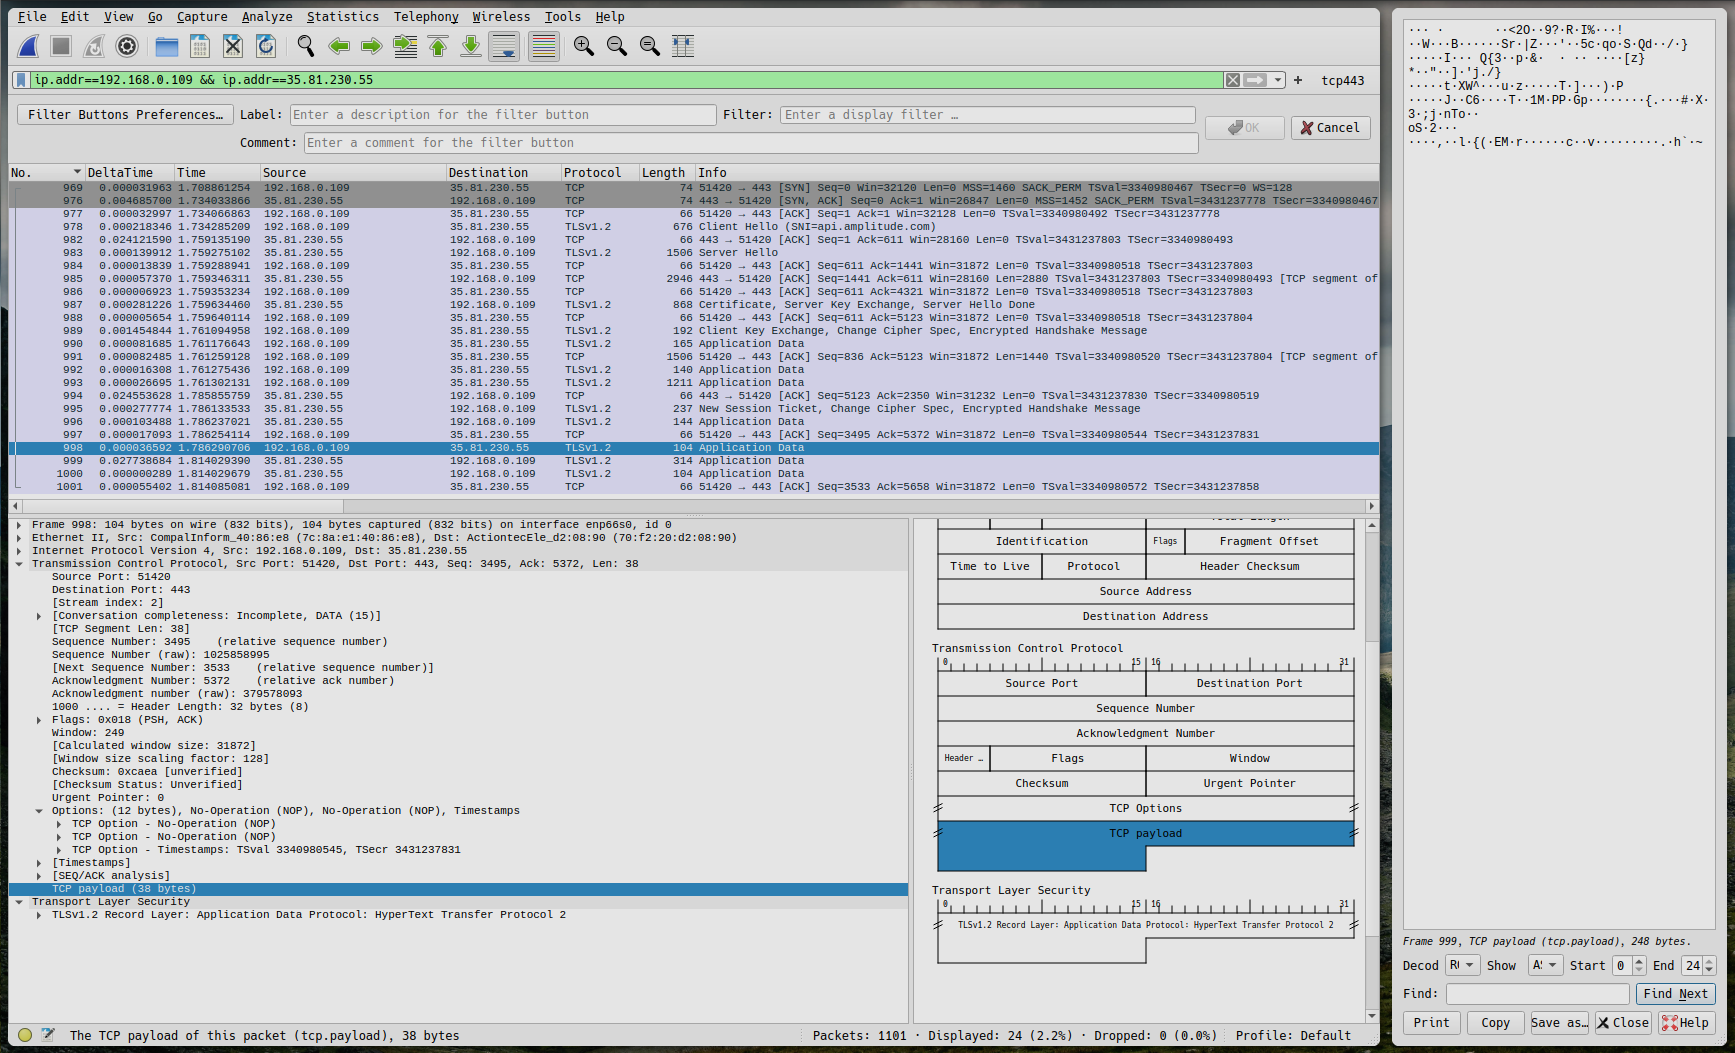 File Edit View Go Capture Analyze Statistics Telephony Wireless Tools Help
ip.addr==192.168.0.109 && ip.addr==35.81.230.55
+ tcp443
Filter Buttons Preferences… Label: Enter a description for the filter button Filter: Enter a display filter …
OK Cancel
Comment: Enter a comment for the filter button
No. DeltaTime Time Source Destination Protocol Length Info
969 0.000031963 1.708861254 192.168.0.109 35.81.230.55 TCP 74 51420 → 443 [SYN] Seq=0 Win=32120 Len=0 MSS=1460 SACK_PERM TSval=3340980467 TSecr=0 WS=128
976 0.004685700 1.734033866 35.81.230.55 192.168.0.109 TCP 74 443 → 51420 [SYN, ACK] Seq=0 Ack=1 Win=26847 Len=0 MSS=1452 SACK_PERM TSval=3431237778 TSecr=3340980467
977 0.000032997 1.734066863 192.168.0.109 35.81.230.55 TCP 66 51420 → 443 [ACK] Seq=1 Ack=1 Win=32128 Len=0 TSval=3340980492 TSecr=3431237778
978 0.000218346 1.734285209 192.168.0.109 35.81.230.55 TLSv1.2 676 Client Hello (SNI=api.amplitude.com)
982 0.024121590 1.759135190 35.81.230.55 192.168.0.109 TCP 66 443 → 51420 [ACK] Seq=1 Ack=611 Win=28160 Len=0 TSval=3431237803 TSecr=3340980493
983 0.000139912 1.759275102 35.81.230.55 192.168.0.109 TLSv1.2 1506 Server Hello
984 0.000013839 1.759288941 192.168.0.109 35.81.230.55 TCP 66 51420 → 443 [ACK] Seq=611 Ack=1441 Win=31872 Len=0 TSval=3340980518 TSecr=3431237803
985 0.000057370 1.759346311 35.81.230.55 192.168.0.109 TCP 2946 443 → 51420 [ACK] Seq=1441 Ack=611 Win=28160 Len=2880 TSval=3431237803 TSecr=3340980493 [TCP segment of
986 0.000006923 1.759353234 192.168.0.109 35.81.230.55 TCP 66 51420 → 443 [ACK] Seq=611 Ack=4321 Win=31872 Len=0 TSval=3340980518 TSecr=3431237803
987 0.000281226 1.759634460 35.81.230.55 192.168.0.109 TLSv1.2 868 Certificate, Server Key Exchange, Server Hello Done
988 0.000005654 1.759640114 192.168.0.109 35.81.230.55 TCP 66 51420 → 443 [ACK] Seq=611 Ack=5123 Win=31872 Len=0 TSval=3340980518 TSecr=3431237804
989 0.001454844 1.761094958 192.168.0.109 35.81.230.55 TLSv1.2 192 Client Key Exchange, Change Cipher Spec, Encrypted Handshake Message
990 0.000081685 1.761176643 192.168.0.109 35.81.230.55 TLSv1.2 165 Application Data
991 0.000082485 1.761259128 192.168.0.109 35.81.230.55 TCP 1506 51420 → 443 [ACK] Seq=836 Ack=5123 Win=31872 Len=1440 TSval=3340980520 TSecr=3431237804 [TCP segment of
992 0.000016308 1.761275436 192.168.0.109 35.81.230.55 TLSv1.2 140 Application Data
993 0.000026695 1.761302131 192.168.0.109 35.81.230.55 TLSv1.2 1211 Application Data
994 0.024553628 1.785855759 35.81.230.55 192.168.0.109 TCP 66 443 → 51420 [ACK] Seq=5123 Ack=2350 Win=31232 Len=0 TSval=3431237830 TSecr=3340980519
995 0.000277774 1.786133533 35.81.230.55 192.168.0.109 TLSv1.2 237 New Session Ticket, Change Cipher Spec, Encrypted Handshake Message
996 0.000103488 1.786237021 35.81.230.55 192.168.0.109 TLSv1.2 144 Application Data
997 0.000017093 1.786254114 192.168.0.109 35.81.230.55 TCP 66 51420 → 443 [ACK] Seq=3495 Ack=5372 Win=31872 Len=0 TSval=3340980544 TSecr=3431237831
998 0.000036592 1.786290706 192.168.0.109 35.81.230.55 TLSv1.2 104 Application Data
999 0.027738684 1.814029390 35.81.230.55 192.168.0.109 TLSv1.2 314 Application Data
1000 0.000000289 1.814029679 35.81.230.55 192.168.0.109 TLSv1.2 104 Application Data
1001 0.000055402 1.814085081 192.168.0.109 35.81.230.55 TCP 66 51420 → 443 [ACK] Seq=3533 Ack=5658 Win=31872 Len=0 TSval=3340980572 TSecr=3431237858
Frame 998: 104 bytes on wire (832 bits), 104 bytes captured (832 bits) on interface enp66s0, id 0
Ethernet II, Src: CompalInform_40:86:e8 (7c:8a:e1:40:86:e8), Dst: ActiontecEle_d2:08:90 (70:f2:20:d2:08:90)
Internet Protocol Version 4, Src: 192.168.0.109, Dst: 35.81.230.55
Transmission Control Protocol, Src Port: 51420, Dst Port: 443, Seq: 3495, Ack: 5372, Len: 38
Source Port: 51420
Destination Port: 443
[Stream index: 2]
[Conversation completeness: Incomplete, DATA (15)]
[TCP Segment Len: 38]
Sequence Number: 3495 (relative sequence number)
Sequence Number (raw): 1025858995
[Next Sequence Number: 3533 (relative sequence number)]
Acknowledgment Number: 5372 (relative ack number)
Acknowledgment number (raw): 379578093
1000 .... = Header Length: 32 bytes (8)
Flags: 0x018 (PSH, ACK)
Window: 249
[Calculated window size: 31872]
[Window size scaling factor: 128]
Checksum: 0xcaea [unverified]
[Checksum Status: Unverified]
Urgent Pointer: 0
Options: (12 bytes), No-Operation (NOP), No-Operation (NOP), Timestamps
TCP Option - No-Operation (NOP)
TCP Option - No-Operation (NOP)
TCP Option - Timestamps: TSval 3340980545, TSecr 3431237831
[Timestamps]
[SEQ/ACK analysis]
TCP payload (38 bytes)
Transport Layer Security
TLSv1.2 Record Layer: Application Data Protocol: HyperText Transfer Protocol 2
Identification Flags Fragment Offset
Time to Live Protocol Header Checksum
Source Address
Destination Address
Transmission Control Protocol
0 15 16 31
Source Port Destination Port
Sequence Number
Acknowledgment Number
Header … Flags Window
Checksum Urgent Pointer
TCP Options
TCP payload
Transport Layer Security
0 15 16 31
TLSv1.2 Record Layer: Application Data Protocol: HyperText Transfer Protocol 2
The TCP payload of this packet (tcp.payload), 38 bytes
Packets: 1101 · Displayed: 24 (2.2%) · Dropped: 0 (0.0%) Profile: Default
··· · ··<2O··9?·R·I%···!
··W···B······Sr·|Z···'··5c·qo·S·Qd··/·}
·····I··· Q{3··p·&· · ·· ····[z}
*··"··]·'j./}
·····t·XW^···u·z·····T·]···)·P
·····J··C6····T··1M·PP·Gp········{.···#·X·
3·;j·nTo··
oS·2···
····,··l·{(·EM·r······c··v·········.·h`·~
Frame 999, TCP payload (tcp.payload), 248 bytes.
Decod Show Start 0 End 24
Find: Find Next
Print Copy Save as… Close Help